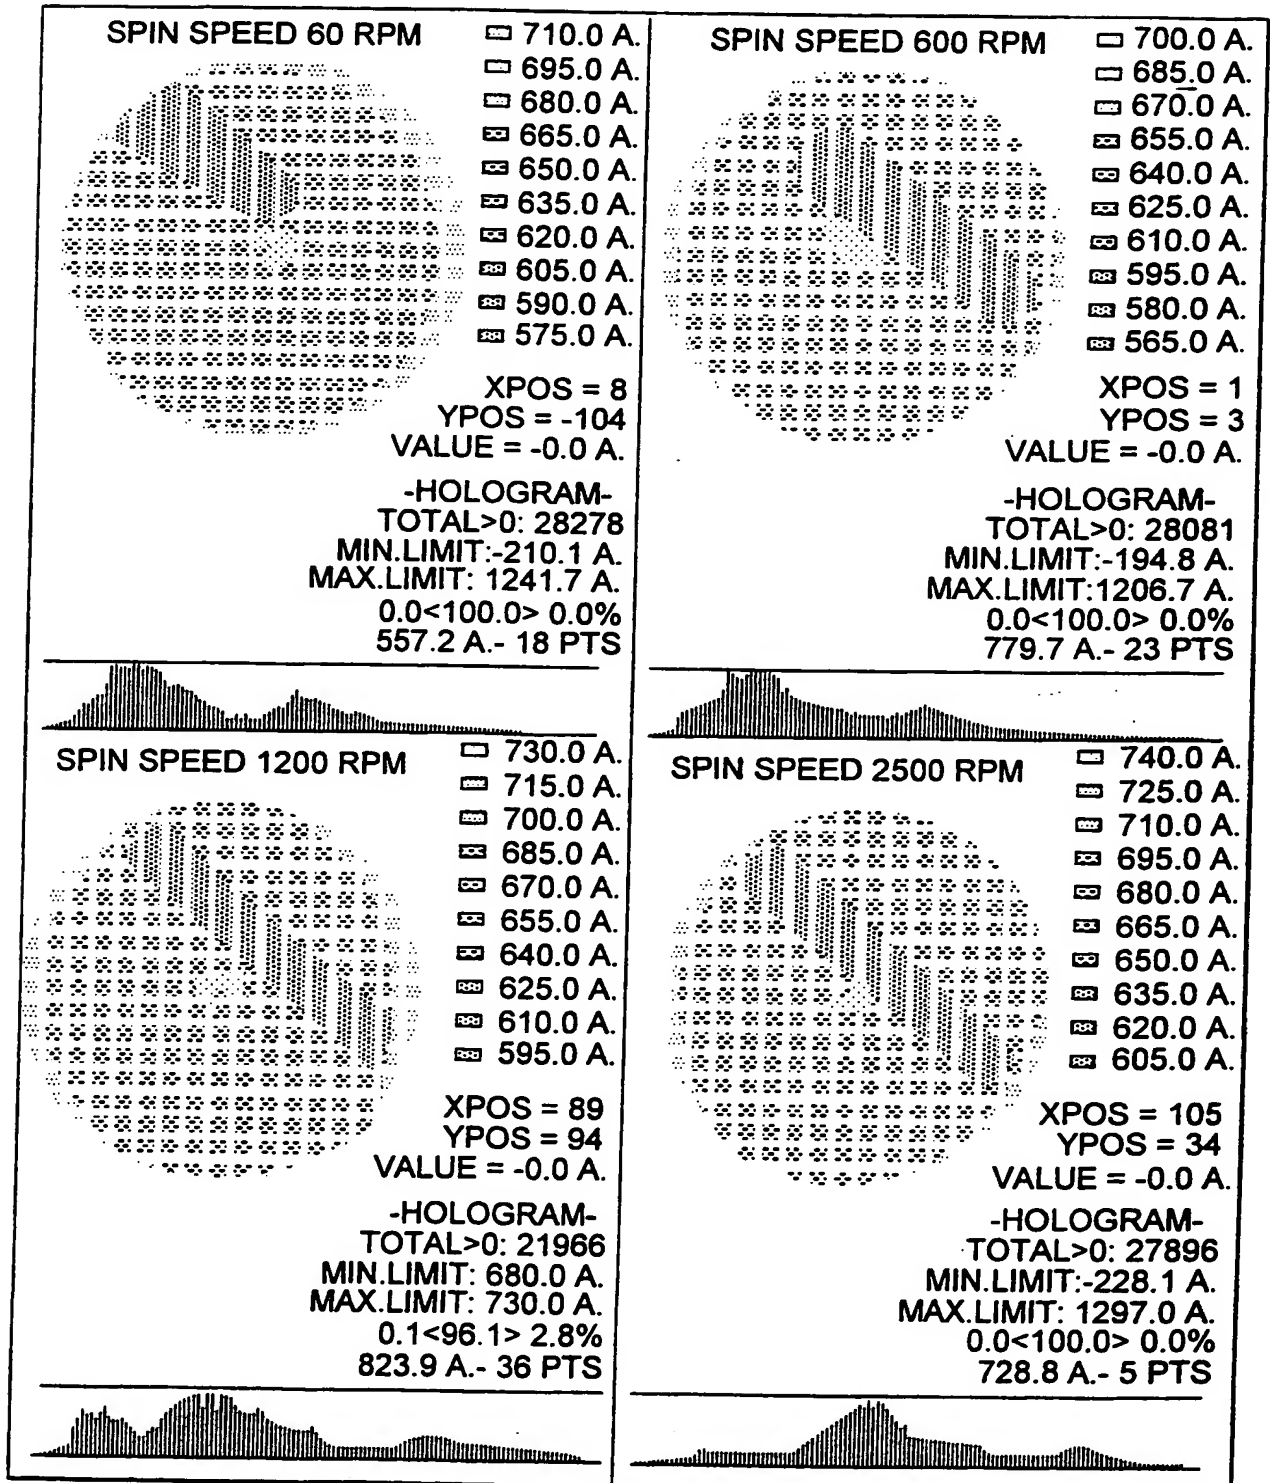 SPIN SPEED 60 RPM
710.0 A.
695.0 A.
680.0 A.
665.0 A.
650.0 A.
635.0 A.
620.0 A.
605.0 A.
590.0 A.
575.0 A.
XPOS = 8
YPOS = -104
VALUE = -0.0 A.
-HOLOGRAM-
TOTAL>0: 28278
MIN.LIMIT:-210.1 A.
MAX.LIMIT: 1241.7 A.
0.0<100.0> 0.0%
557.2 A.- 18 PTS
SPIN SPEED 600 RPM
700.0 A.
685.0 A.
670.0 A.
655.0 A.
640.0 A.
625.0 A.
610.0 A.
595.0 A.
580.0 A.
565.0 A.
XPOS = 1
YPOS = 3
VALUE = -0.0 A.
-HOLOGRAM-
TOTAL>0: 28081
MIN.LIMIT:-194.8 A.
MAX.LIMIT:1206.7 A.
0.0<100.0> 0.0%
779.7 A.- 23 PTS
SPIN SPEED 1200 RPM
730.0 A.
715.0 A.
700.0 A.
685.0 A.
670.0 A.
655.0 A.
640.0 A.
625.0 A.
610.0 A.
595.0 A.
XPOS = 89
YPOS = 94
VALUE = -0.0 A.
-HOLOGRAM-
TOTAL>0: 21966
MIN.LIMIT: 680.0 A.
MAX.LIMIT: 730.0 A.
0.1<96.1> 2.8%
823.9 A.- 36 PTS
SPIN SPEED 2500 RPM
740.0 A.
725.0 A.
710.0 A.
695.0 A.
680.0 A.
665.0 A.
650.0 A.
635.0 A.
620.0 A.
605.0 A.
XPOS = 105
YPOS = 34
VALUE = -0.0 A.
-HOLOGRAM-
TOTAL>0: 27896
MIN.LIMIT:-228.1 A.
MAX.LIMIT: 1297.0 A.
0.0<100.0> 0.0%
728.8 A.- 5 PTS